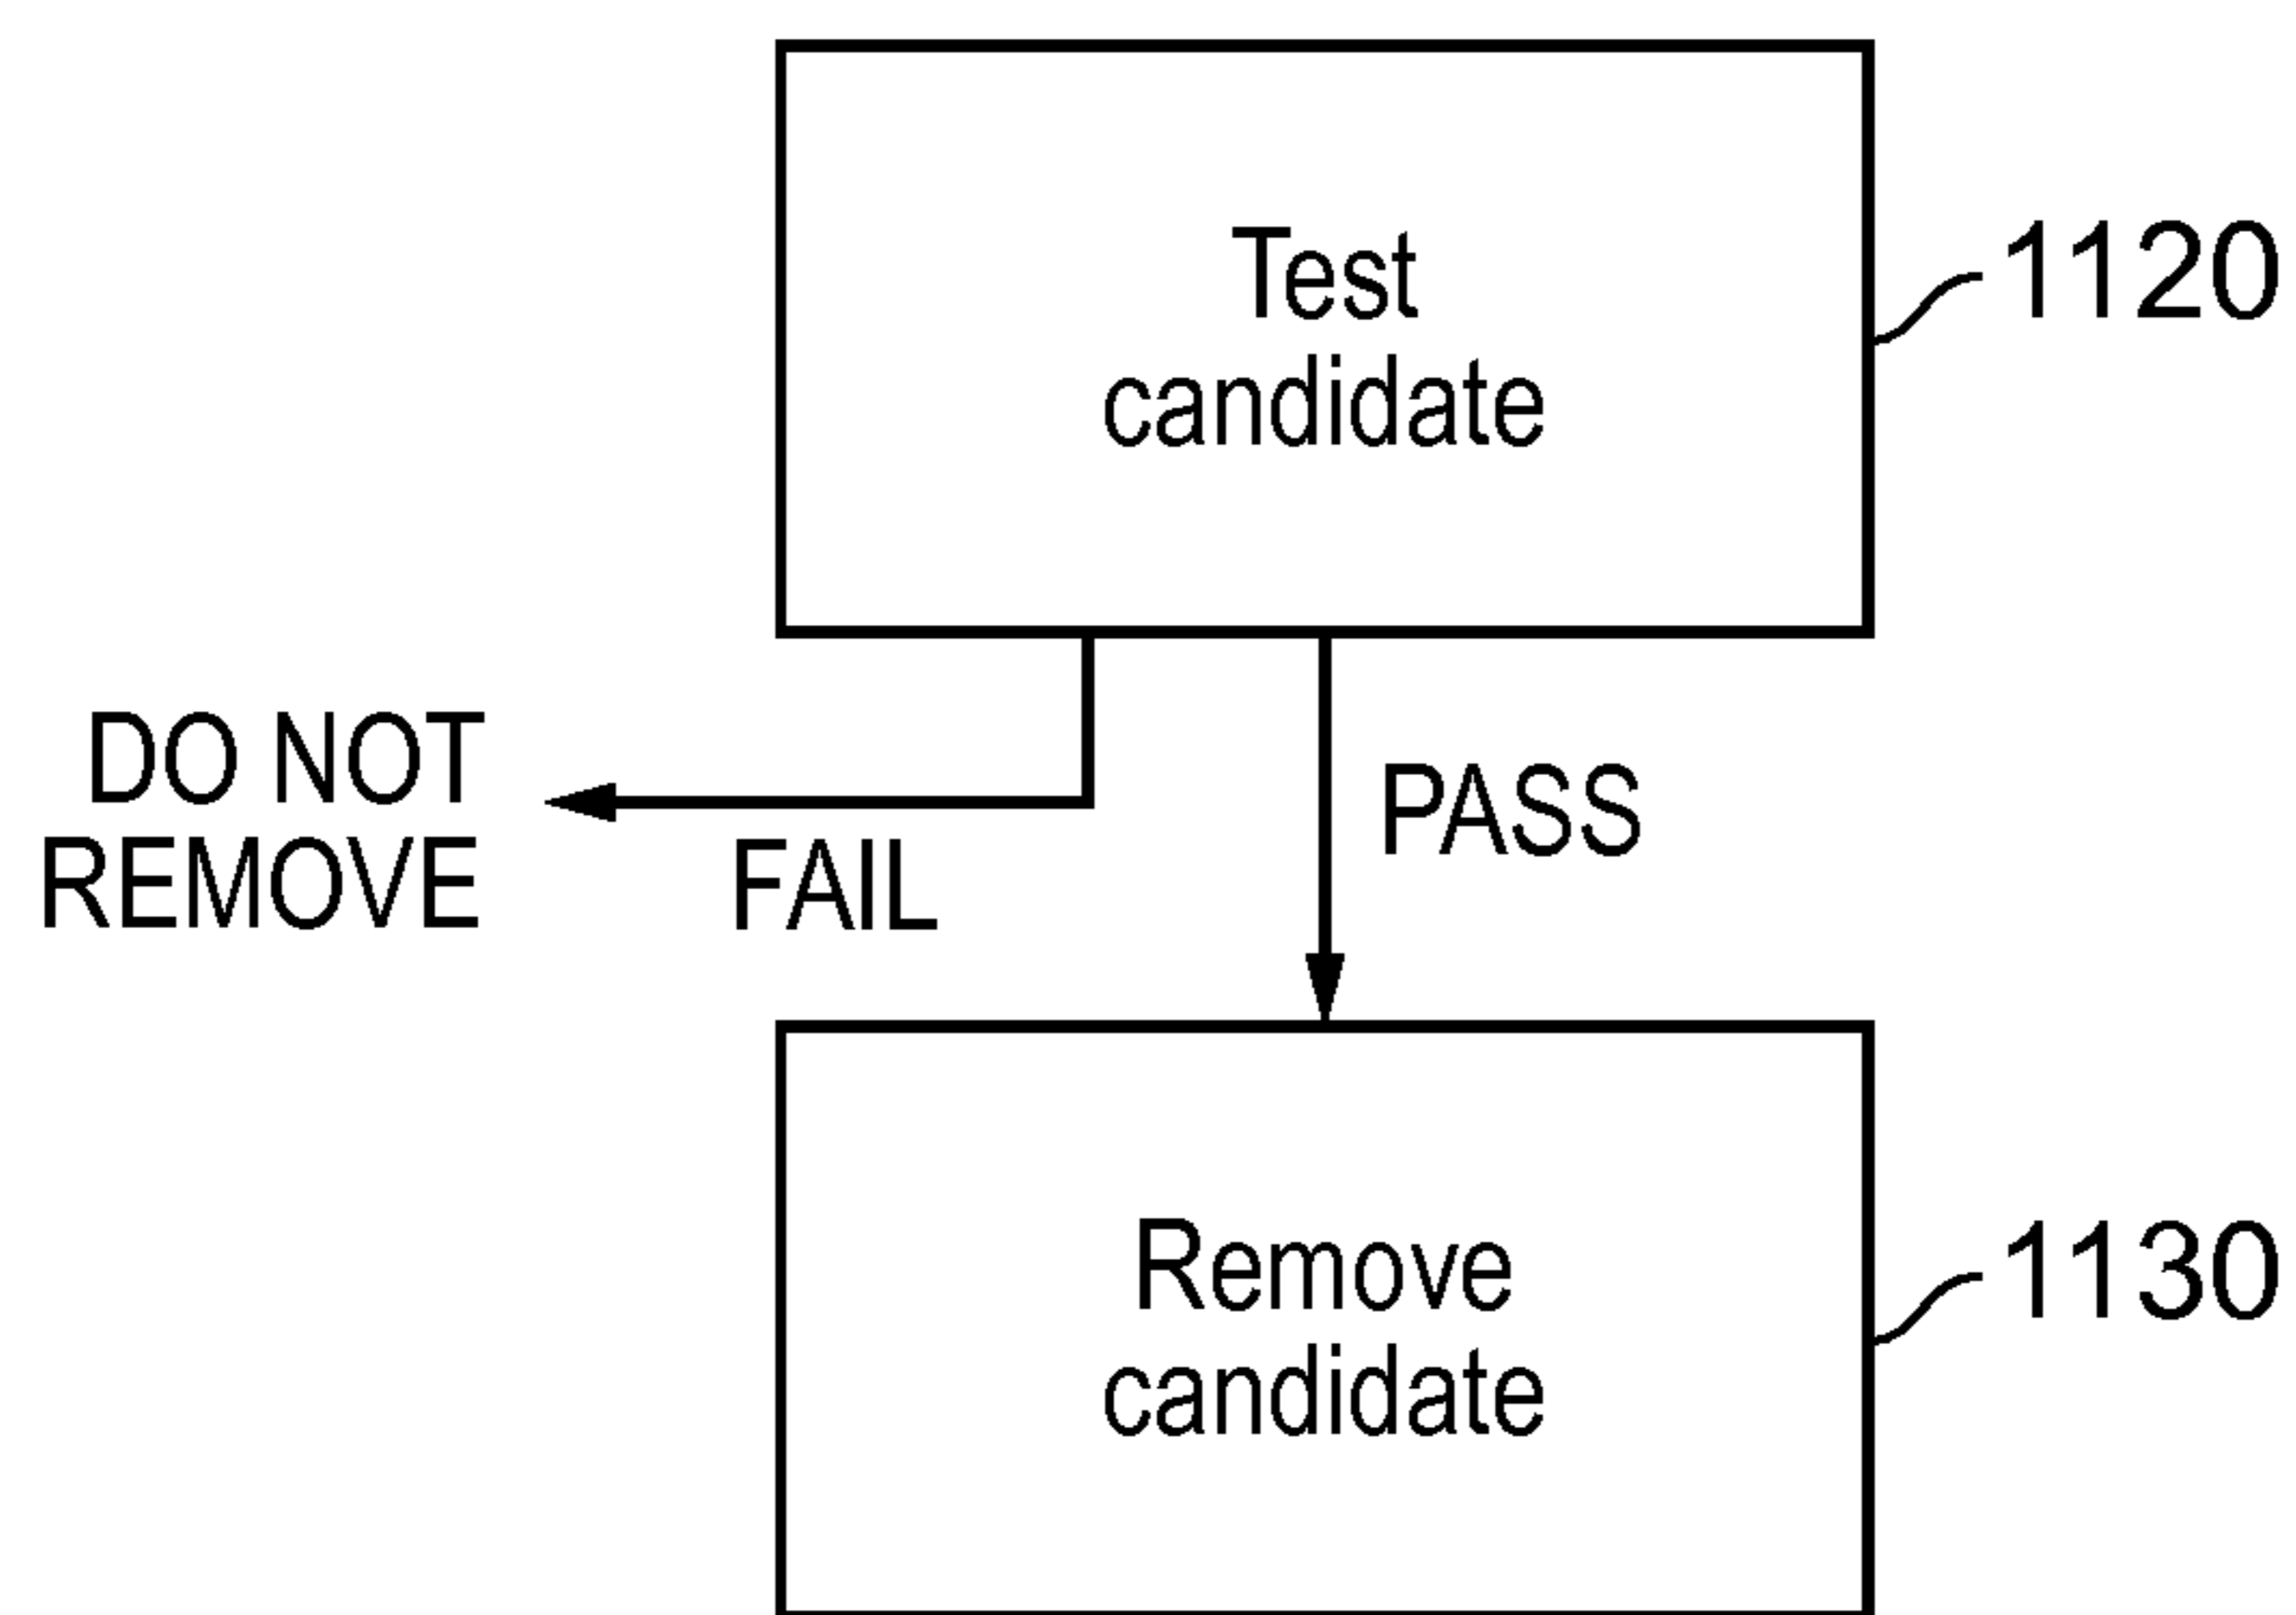 Test
candidate
1120
DO NOT
REMOVE
FAIL
PASS
Remove
candidate
1130